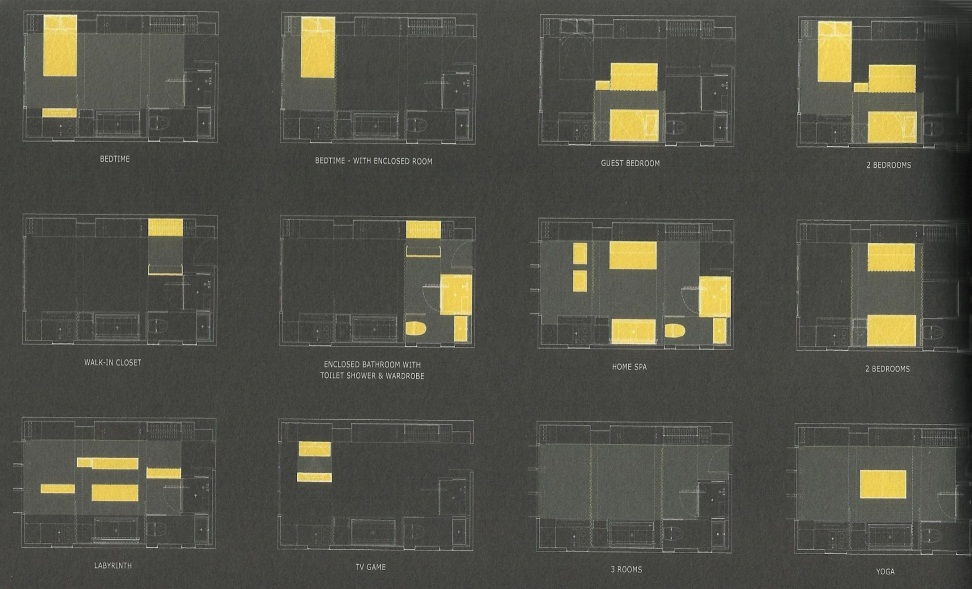 BEDTIME
BEDTIME - WITH ENCLOSED ROOM
GUEST BEDROOM
2 BEDROOMS
WALK-IN CLOSET
ENCLOSED BATHROOM WITH
TOILET SHOWER & WARDROBE
HOME SPA
2 BEDROOMS
LABYRINTH
TV GAME
3 ROOMS
YOGA